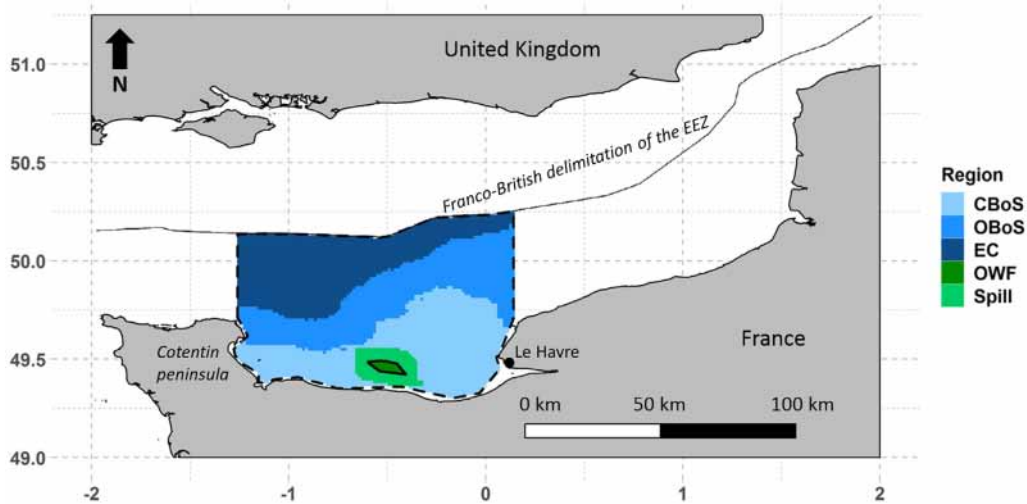 United Kingdom
N
51.0
50.5
50.0
49.5
49.0
Franco-British delimitation of the EEZ
Region
CBoS
OBoS
EC
OWF
Spill
Cotentin
peninsula
Le Havre
France
0 km
50 km
100 km
-2
-1
0
1
2